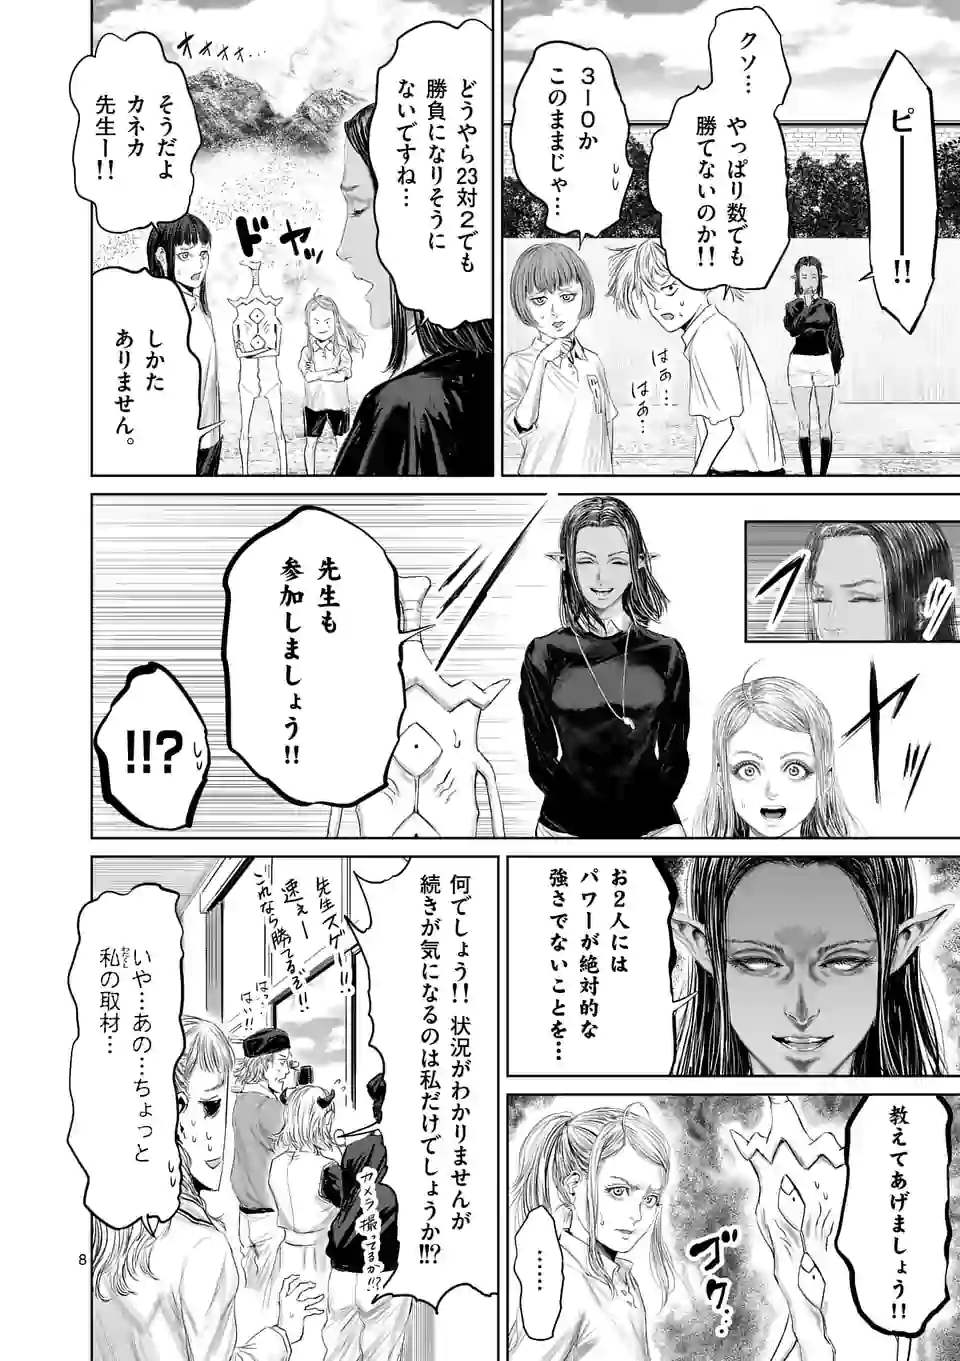 ピーーー!!
クソ…
やっぱり数でも
勝てないのか!!
3ー0か
このままじゃ…
はぁ…
はぁ…
どうやら23対2でも
勝負になりそうに
ないですね…
オオオオ…
そうだよ
カネカ
先生ー!!
ドヤッ
しかた
ありません。
先生も
参加しましょう!!
!!?
お2人には
パワーが絶対的な
強さでないことを…
教えてあげましょう!!
ゴクッ…
………
何でしょう!! 状況がわかりませんが
続きが気になるのは私だけでしょうか!!?
先生スゲー!!
速ぇー
これなら勝てるぞ!!
はっ
はい!!
カメラ撮ってるか!!?
いや…あの…ちょっと
私の取材…
わたくし
8